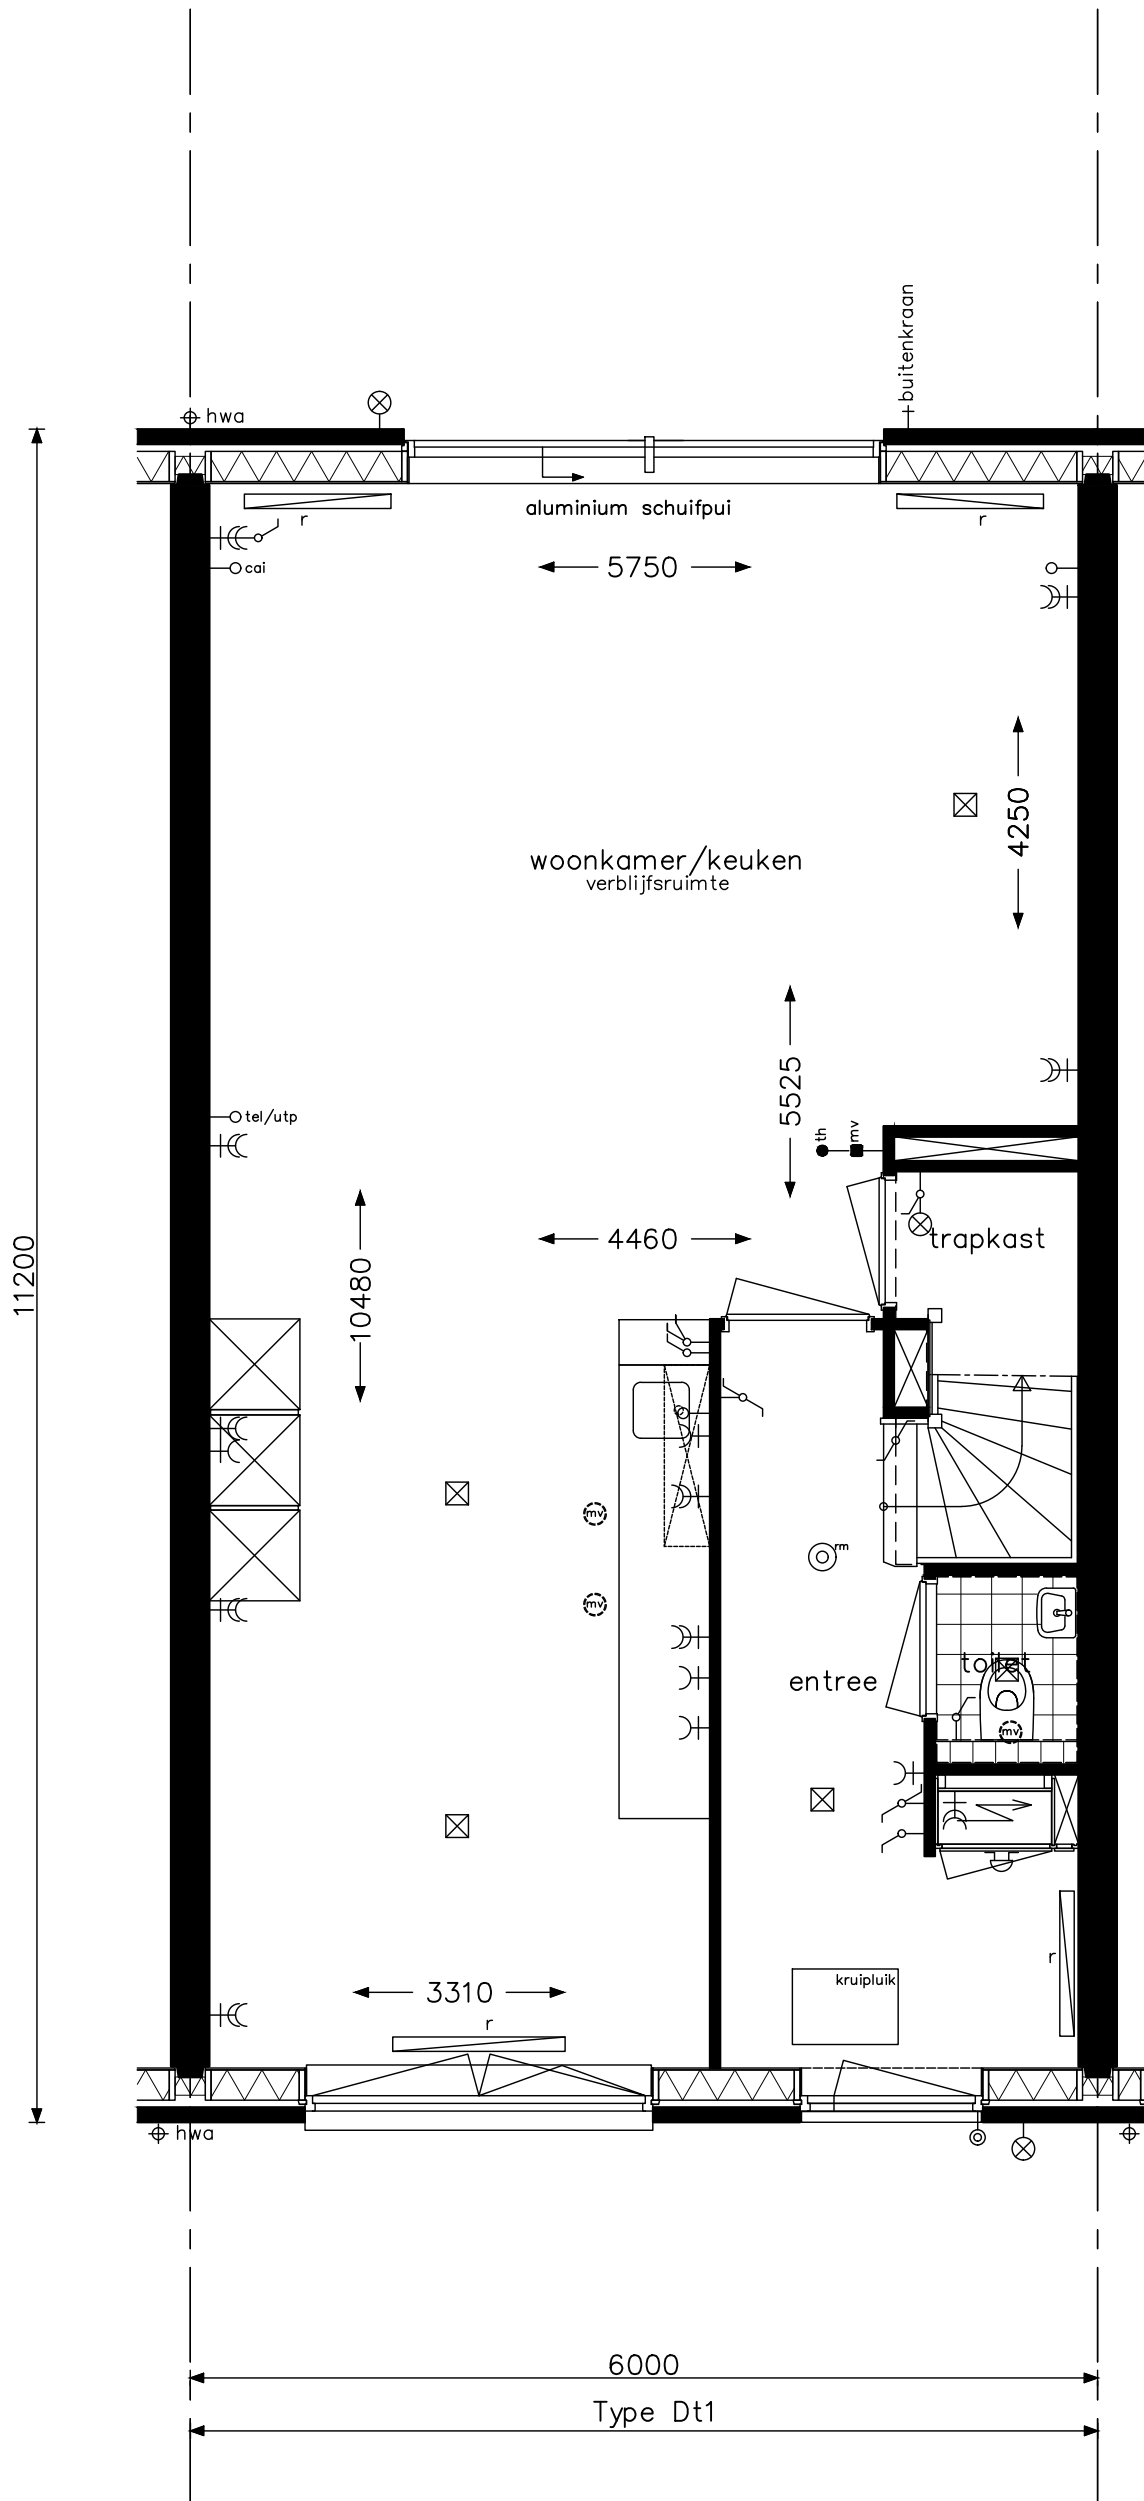 buitenkraan
hwa
aluminium schuifpui
r
r
5750
cai
4250
woonkamer/keuken
verblijfsruimte
5525
tel/utp
th
mv
4460
trapkast
11200
10480
mv
rm
mv
entree
toilet
mv
kruipluik
r
3310
r
hwa
6000
Type Dt1